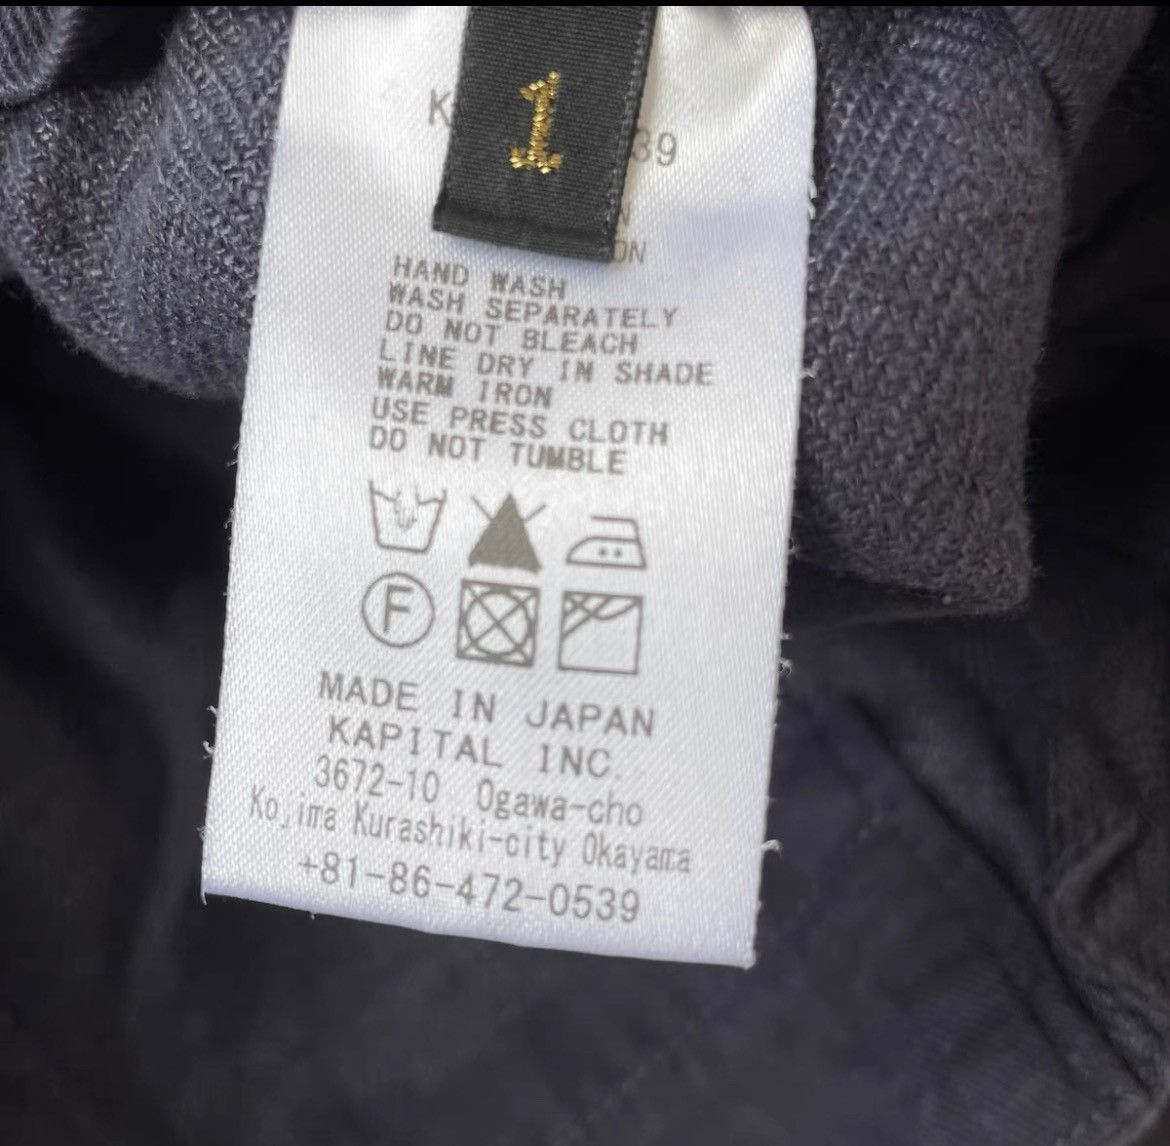 1
39
HAND WASH
WASH SEPARATELY
DO NOT BLEACH
LINE DRY IN SHADE
WARM IRON
USE PRESS CLOTH
DO NOT TUMBLE
F
MADE IN JAPAN
KAPITAL INC.
3672-10 Ogawa-cho
Kojima Kurashiki-city Okayama
+81-86-472-0539